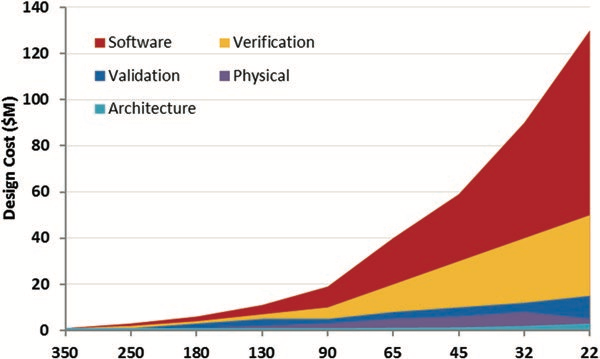 140
120
100
80
60
40
20
0
Design Cost ($M)
Software Verification
Validation Physical
Architecture
350 250 180 130 90 65 45 32 22